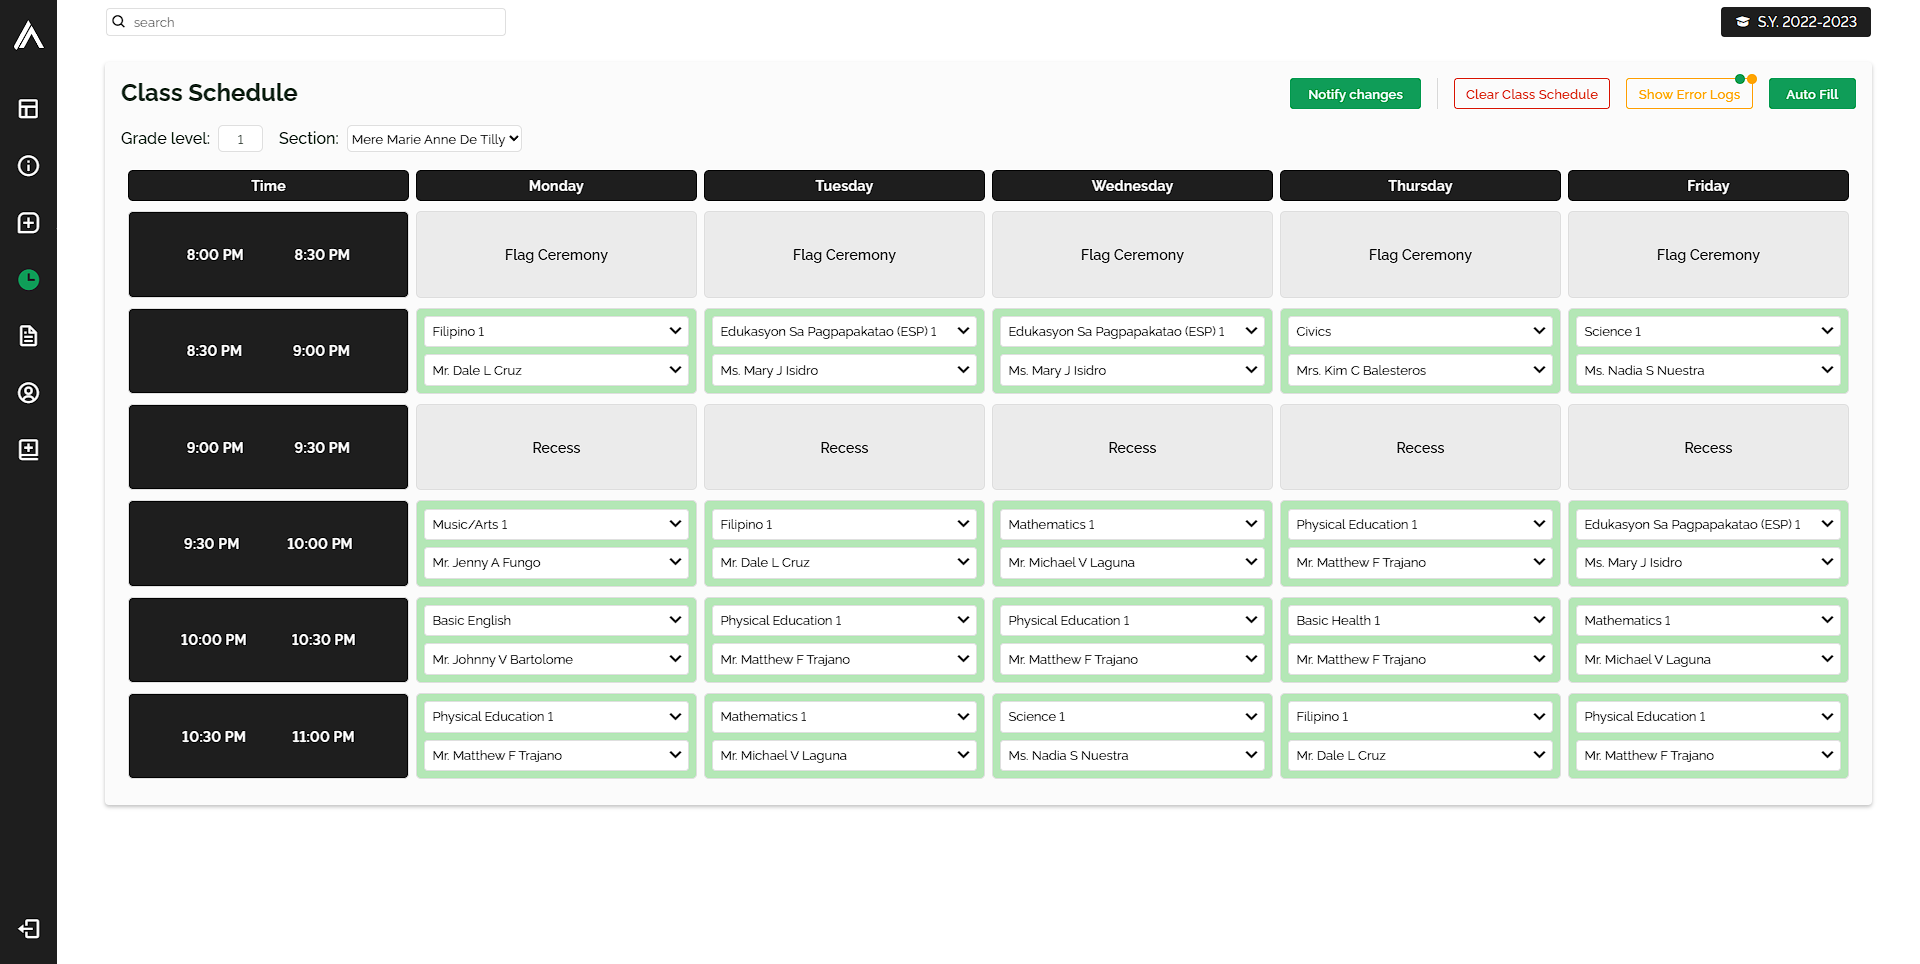 search
S.Y. 2022-2023
Class Schedule
Notify changes
Clear Class Schedule
Show Error Logs
Auto Fill
Grade level: 1 Section: Mere Marie Anne De Tilly
Time Monday Tuesday Wednesday Thursday Friday
8:00 PM 8:30 PM Flag Ceremony Flag Ceremony Flag Ceremony Flag Ceremony Flag Ceremony
8:30 PM 9:00 PM
Filipino 1 Edukasyon Sa Pagpapakatao (ESP) 1 Edukasyon Sa Pagpapakatao (ESP) 1 Civics Science 1
Mr. Dale L Cruz Ms. Mary J Isidro Ms. Mary J Isidro Mrs. Kim C Balesteros Ms. Nadia S Nuestra
9:00 PM 9:30 PM Recess Recess Recess Recess Recess
9:30 PM 10:00 PM
Music/Arts 1 Filipino 1 Mathematics 1 Physical Education 1 Edukasyon Sa Pagpapakatao (ESP) 1
Mr. Jenny A Fungo Mr. Dale L Cruz Mr. Michael V Laguna Mr. Matthew F Trajano Ms. Mary J Isidro
10:00 PM 10:30 PM
Basic English Physical Education 1 Physical Education 1 Basic Health 1 Mathematics 1
Mr. Johnny V Bartolome Mr. Matthew F Trajano Mr. Matthew F Trajano Mr. Matthew F Trajano Mr. Michael V Laguna
10:30 PM 11:00 PM
Physical Education 1 Mathematics 1 Science 1 Filipino 1 Physical Education 1
Mr. Matthew F Trajano Mr. Michael V Laguna Ms. Nadia S Nuestra Mr. Dale L Cruz Mr. Matthew F Trajano